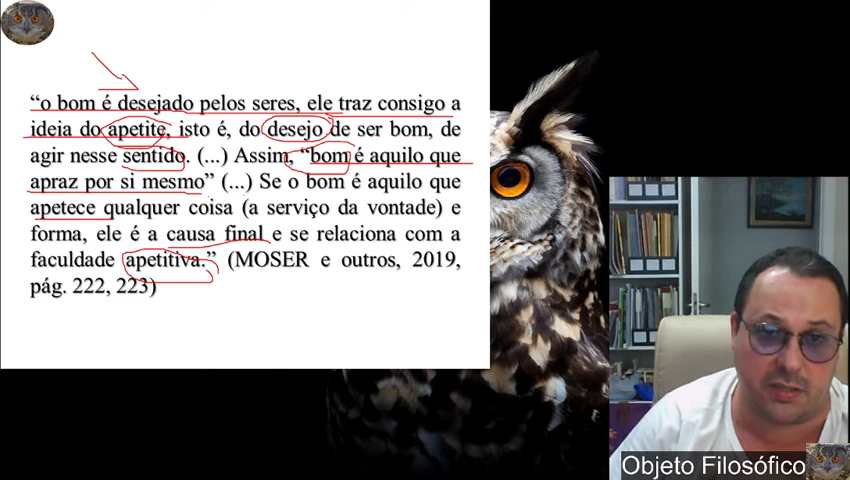 “o bom é desejado pelos seres, ele traz consigo a
ideia do apetite, isto é, do desejo de ser bom, de
agir nesse sentido. (...) Assim, “bom é aquilo que
apraz por si mesmo” (...) Se o bom é aquilo que
apetece qualquer coisa (a serviço da vontade) e
forma, ele é a causa final e se relaciona com a
faculdade apetitiva.” (MOSER e outros, 2019,
pág. 222, 223)
Objeto Filosófico